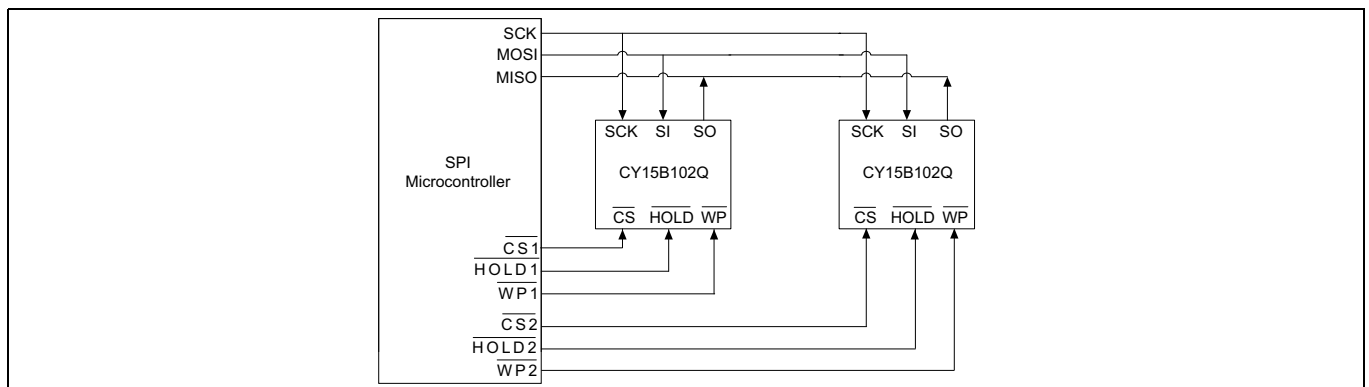 SCK
MOSI
MISO
SCK SI SO
SCK SI SO
SPI
Microcontroller
CY15B102Q
CY15B102Q
CS HOLD WP
CS HOLD WP
CS1
HOLD1
WP1
CS2
HOLD2
WP2